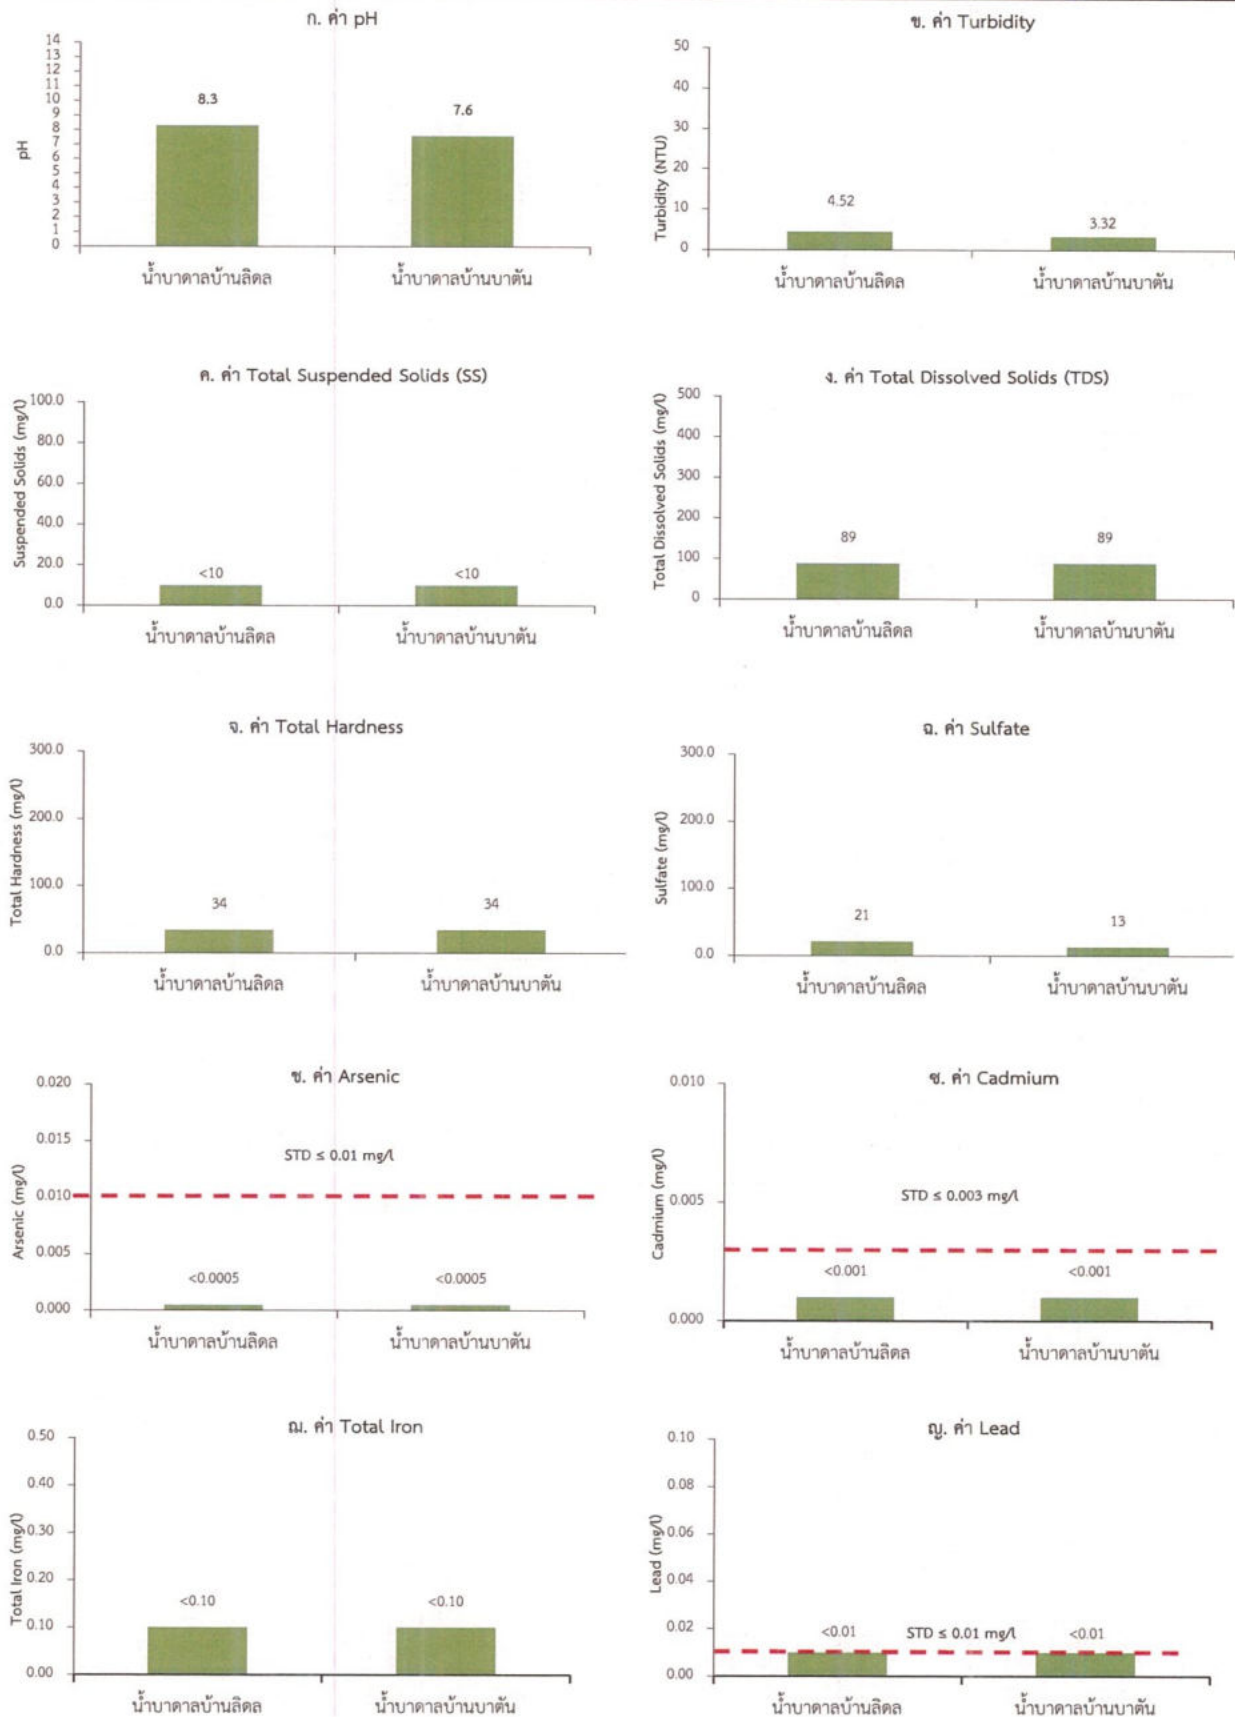 ก. ค่า pH
14
13
12
11
10
9
8
7
6
5
4
3
2
1
0
pH
8.3
7.6
น้ำบาดาลบ้านลิดล
น้ำบาดาลบ้านบาตัน
ข. ค่า Turbidity
50
40
30
20
10
0
Turbidity (NTU)
4.52
3.32
น้ำบาดาลบ้านลิดล
น้ำบาดาลบ้านบาตัน
ค. ค่า Total Suspended Solids (SS)
100.0
80.0
60.0
40.0
20.0
0.0
Suspended Solids (mg/l)
<10
<10
น้ำบาดาลบ้านลิดล
น้ำบาดาลบ้านบาตัน
ง. ค่า Total Dissolved Solids (TDS)
500
400
300
200
100
0
Total Dissolved Solids (mg/l)
89
89
น้ำบาดาลบ้านลิดล
น้ำบาดาลบ้านบาตัน
จ. ค่า Total Hardness
300.0
200.0
100.0
0.0
Total Hardness (mg/l)
34
34
น้ำบาดาลบ้านลิดล
น้ำบาดาลบ้านบาตัน
ฉ. ค่า Sulfate
300.0
200.0
100.0
0.0
Sulfate (mg/l)
21
13
น้ำบาดาลบ้านลิดล
น้ำบาดาลบ้านบาตัน
ช. ค่า Arsenic
0.020
0.015
0.010
0.005
0.000
Arsenic (mg/l)
STD ≤ 0.01 mg/l
<0.0005
<0.0005
น้ำบาดาลบ้านลิดล
น้ำบาดาลบ้านบาตัน
ซ. ค่า Cadmium
0.010
0.005
0.000
Cadmium (mg/l)
STD ≤ 0.003 mg/l
<0.001
<0.001
น้ำบาดาลบ้านลิดล
น้ำบาดาลบ้านบาตัน
ฌ. ค่า Total Iron
0.50
0.40
0.30
0.20
0.10
0.00
Total Iron (mg/l)
<0.10
<0.10
น้ำบาดาลบ้านลิดล
น้ำบาดาลบ้านบาตัน
ญ. ค่า Lead
0.10
0.08
0.06
0.04
0.02
0.00
Lead (mg/l)
<0.01
STD ≤ 0.01 mg/l
<0.01
น้ำบาดาลบ้านลิดล
น้ำบาดาลบ้านบาตัน